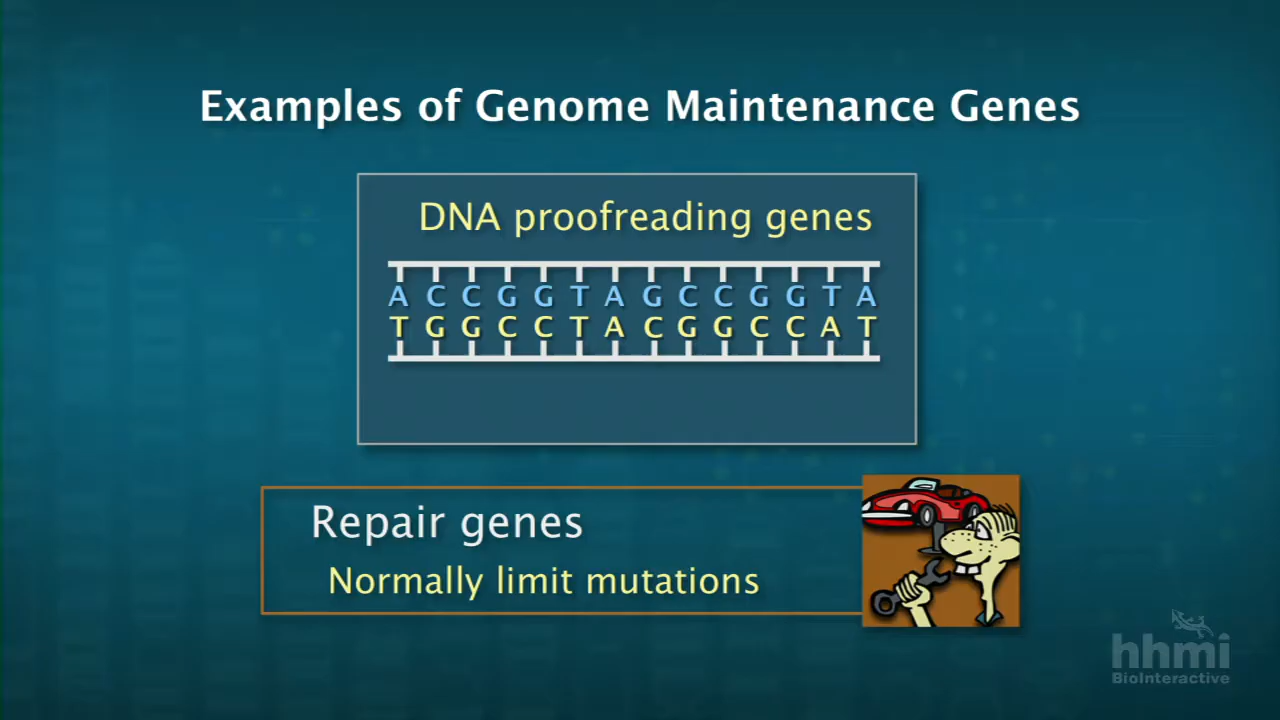 Examples of Genome Maintenance Genes
DNA proofreading genes
A C C G G T A G C C G G T A
T G G C C T A C G G C C A T
Repair genes
Normally limit mutations
hhmi
BioInteractive